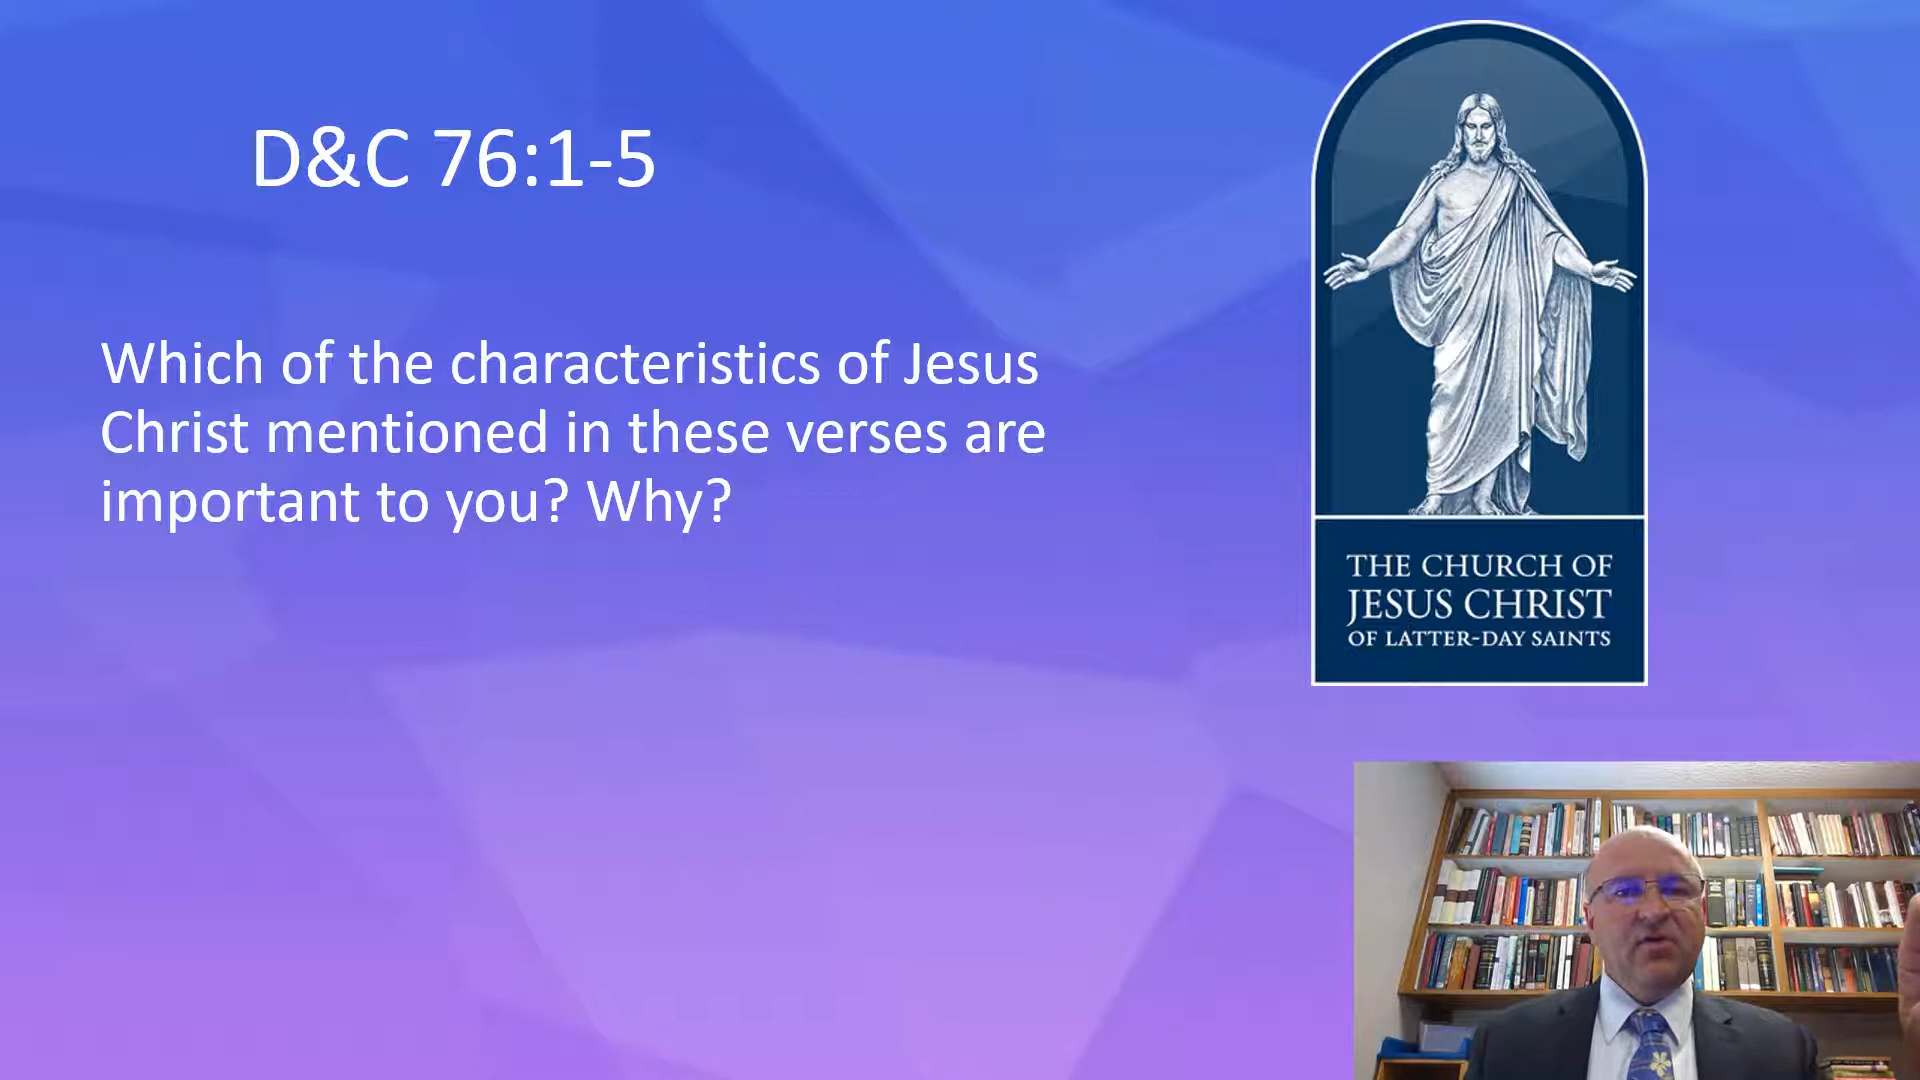 D&C 76:1-5
Which of the characteristics of Jesus
Christ mentioned in these verses are
important to you? Why?
THE CHURCH OF
JESUS CHRIST
OF LATTER-DAY SAINTS